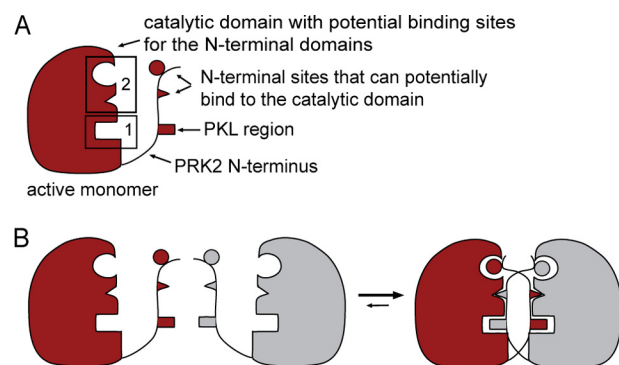 A
catalytic domain with potential binding sites
for the N-terminal domains
2
N-terminal sites that can potentially
bind to the catalytic domain
1
PKL region
PRK2 N-terminus
active monomer
B